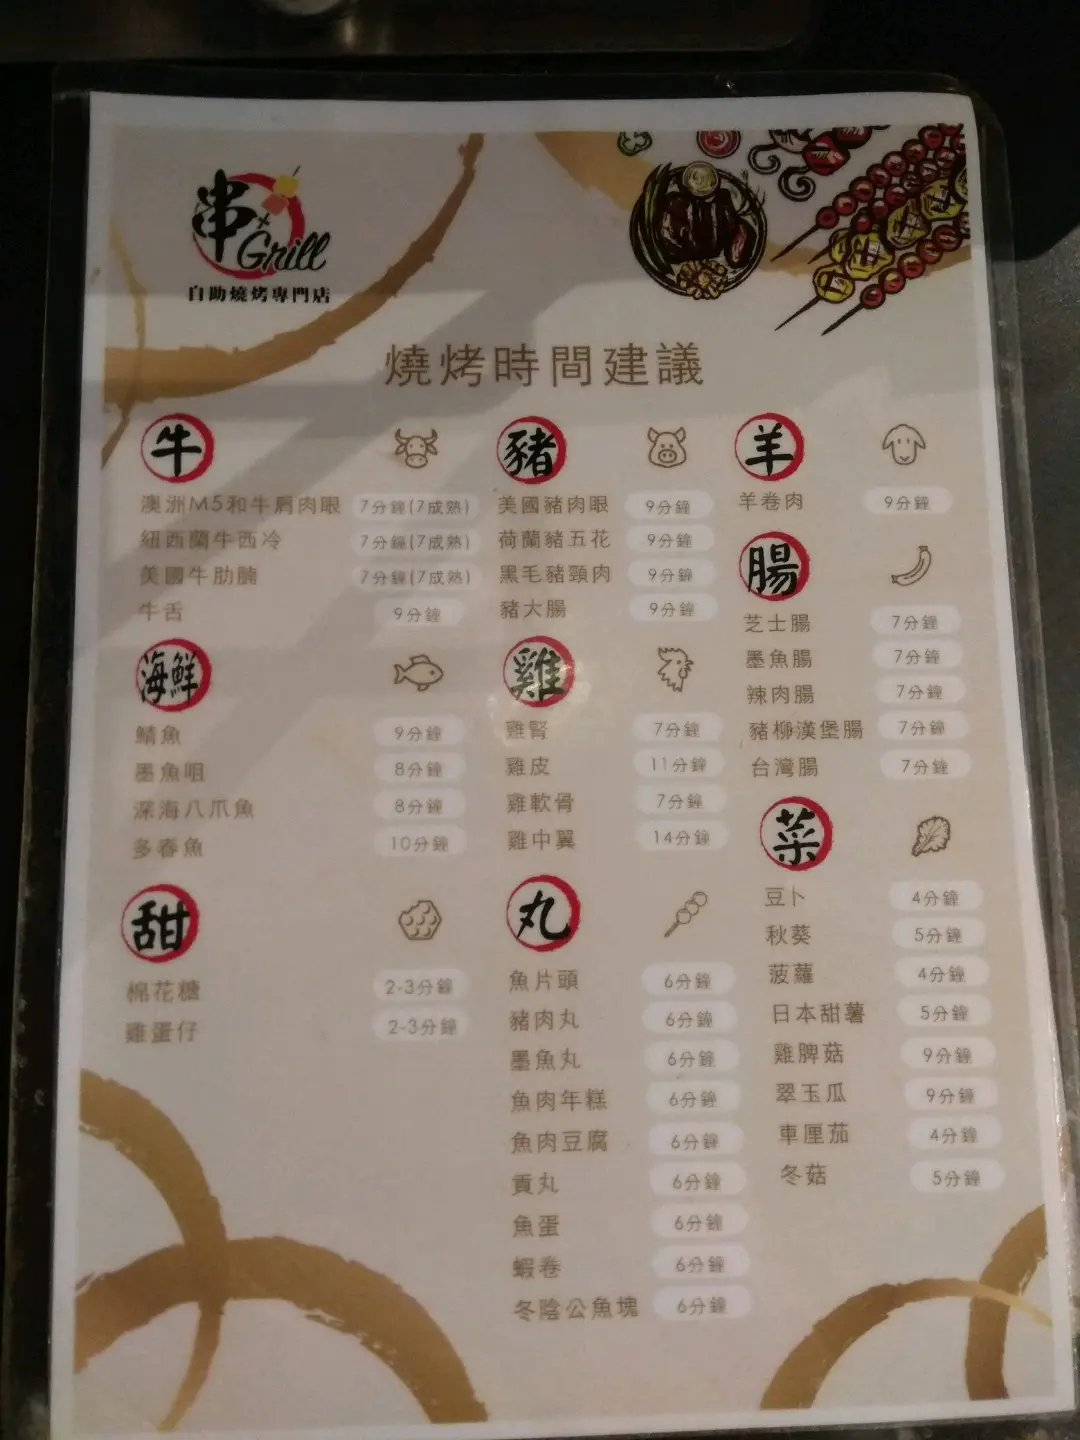 串
Grill
自助燒烤專門店
燒烤時間建議
牛
澳洲M5和牛肩肉眼 7分鐘(7成熟)
紐西蘭牛西冷 7分鐘(7成熟)
美國牛肋腩 7分鐘(7成熟)
牛舌 9分鐘
海鮮
鯖魚 9分鐘
墨魚咀 8分鐘
深海八爪魚 8分鐘
多春魚 10分鐘
甜
棉花糖 2-3分鐘
雞蛋仔 2-3分鐘
豬
美國豬肉眼 9分鐘
荷蘭豬五花 9分鐘
黑毛豬頸肉 9分鐘
豬大腸 9分鐘
雞
雞腎 7分鐘
雞皮 11分鐘
雞軟骨 7分鐘
雞中翼 14分鐘
丸
魚片頭 6分鐘
豬肉丸 6分鐘
墨魚丸 6分鐘
魚肉年糕 6分鐘
魚肉豆腐 6分鐘
貢丸 6分鐘
魚蛋 6分鐘
蝦卷 6分鐘
冬陰公魚塊 6分鐘
羊
羊卷肉 9分鐘
腸
芝士腸 7分鐘
墨魚腸 7分鐘
辣肉腸 7分鐘
豬柳漢堡腸 7分鐘
台灣腸 7分鐘
菜
豆卜 4分鐘
秋葵 5分鐘
菠蘿 4分鐘
日本甜薯 5分鐘
雞脾菇 9分鐘
翠玉瓜 9分鐘
車厘茄 4分鐘
冬菇 5分鐘